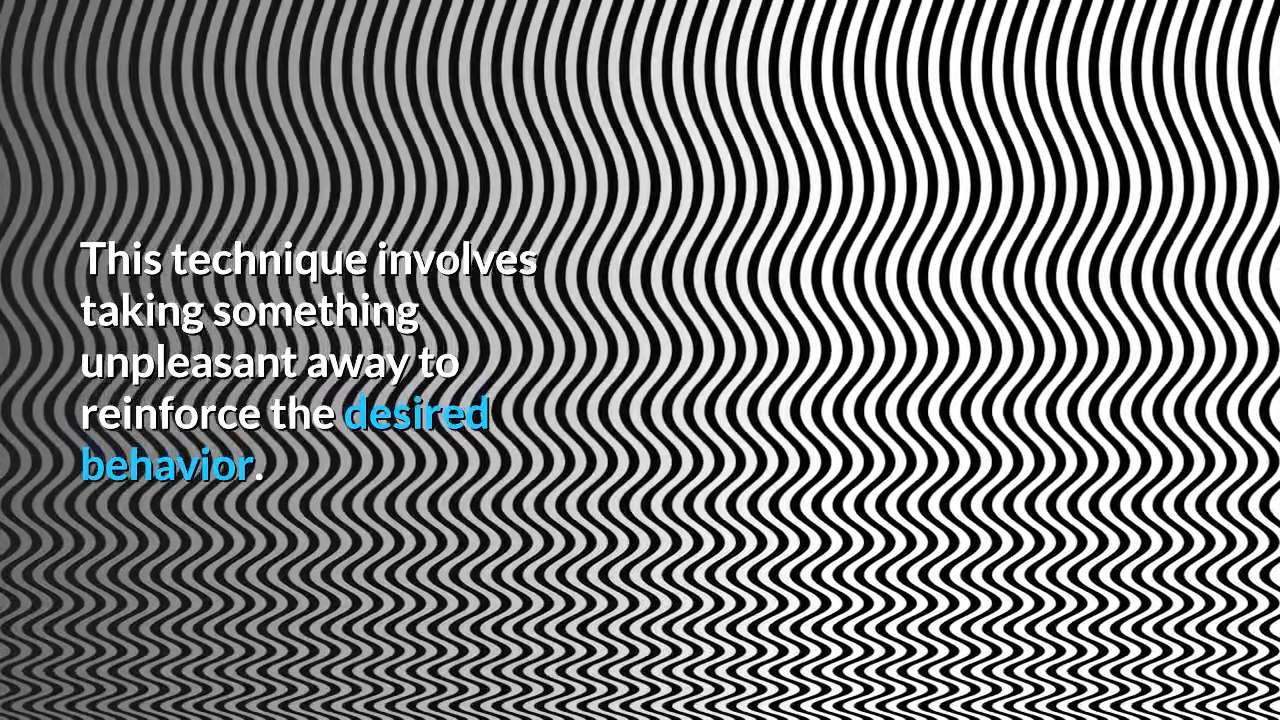 This technique involves
taking something
unpleasant away to
reinforce the desired
behavior.